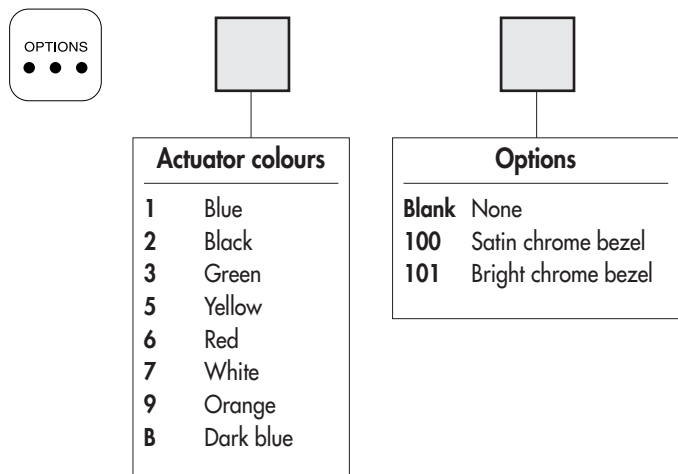 OPTIONS
Actuator colours
1 Blue
2 Black
3 Green
5 Yellow
6 Red
7 White
9 Orange
B Dark blue
Options
Blank None
100 Satin chrome bezel
101 Bright chrome bezel